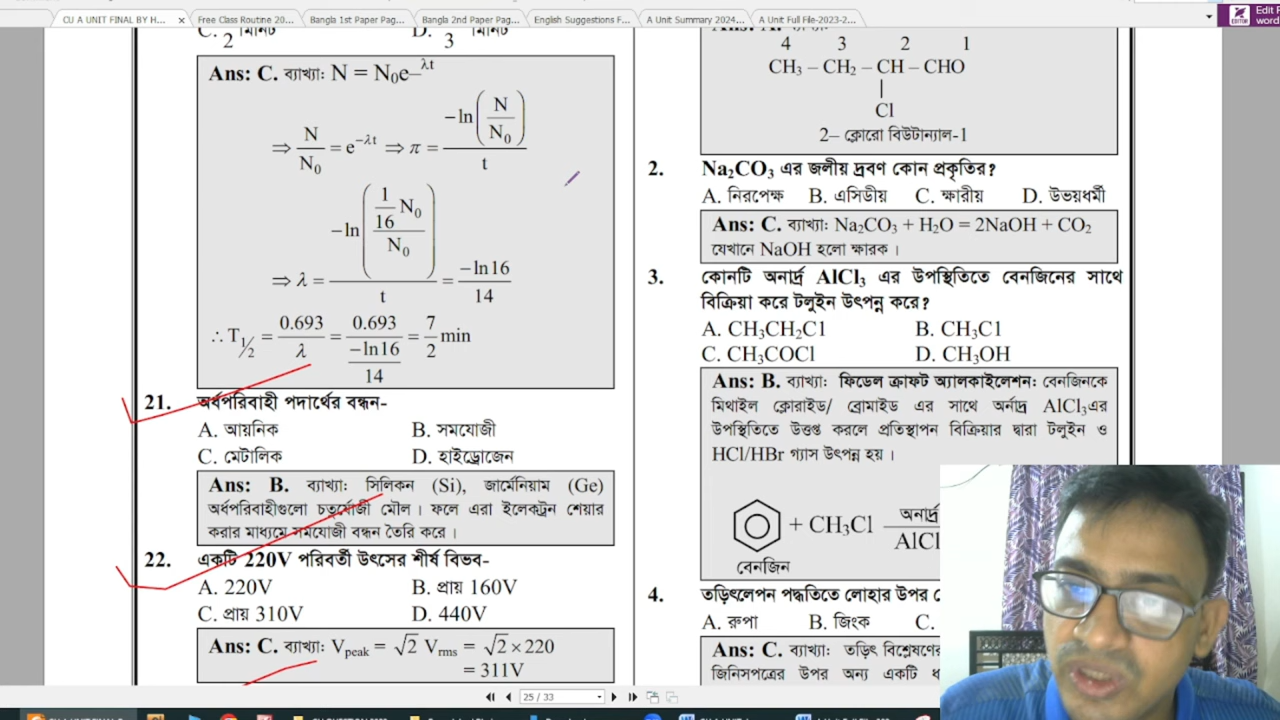 CU A UNIT FINAL BY H... × Free Class Routine 20... Bangla 1st Paper Pag... Bangla 2nd Paper Pag... English Suggestions F... A Unit Summary 2024... A Unit Full File-2023-2...
Edit
EDITOR word
C. 2 মিনিট D. 3 মিনিট
Ans: C. ব্যাখ্যা: N = N₀e–λt
⇒ N/N₀ = e^−λt ⇒ π = −ln(N/N₀)/t
⇒ λ = −ln((1/16 N₀)/N₀)/t = −ln16/14
∴ T½ = 0.693/λ = 0.693/(−ln16/14) = 7/2 min
21. অর্ধপরিবাহী পদার্থের বন্ধন-
A. আয়নিক B. সমযোজী
C. মেটালিক D. হাইড্রোজেন
Ans: B. ব্যাখ্যা: সিলিকন (Si), জার্মেনিয়াম (Ge)
অর্ধপরিবাহীগুলো চতুর্যোজী মৌল। ফলে এরা ইলেকট্রন শেয়ার
করার মাধ্যমে সমযোজী বন্ধন তৈরি করে।
22. একটি 220V পরিবর্তী উৎসের শীর্ষ বিভব-
A. 220V B. প্রায় 160V
C. প্রায় 310V D. 440V
Ans: C. ব্যাখ্যা: Vpeak = √2 Vrms = √2 × 220
= 311V
4 3 2 1
CH₃ – CH₂ – CH – CHO
|
Cl
2– ক্লোরো বিউটান্যাল-1
2. Na₂CO₃ এর জলীয় দ্রবণ কোন প্রকৃতির?
A. নিরপেক্ষ B. এসিডীয় C. ক্ষারীয় D. উভয়ধর্মী
Ans: C. ব্যাখ্যা: Na₂CO₃ + H₂O = 2NaOH + CO₂
যেখানে NaOH হলো ক্ষারক।
3. কোনটি অনার্দ্র AlCl₃ এর উপস্থিতিতে বেনজিনের সাথে
বিক্রিয়া করে টলুইন উৎপন্ন করে?
A. CH₃CH₂C1 B. CH₃C1
C. CH₃COCl D. CH₃OH
Ans: B. ব্যাখ্যা: ফিডেল ক্রাফট অ্যালকাইলেশন: বেনজিনকে
মিথাইল ক্লোরাইড/ ব্রোমাইড এর সাথে অর্নাদ্র AlCl₃এর
উপস্থিতিতে উত্তপ্ত করলে প্রতিস্থাপন বিক্রিয়ার দ্বারা টলুইন ও
HCl/HBr গ্যাস উৎপন্ন হয়।
+ CH₃Cl অনার্দ্র
AlCl
বেনজিন
4. তড়িৎলেপন পদ্ধতিতে লোহার উপর
A. রুপা B. জিংক C.
Ans: C. ব্যাখ্যা: তড়িৎ বিশ্লেষণের
জিনিসপত্রের উপর অন্য একটি
25 / 33